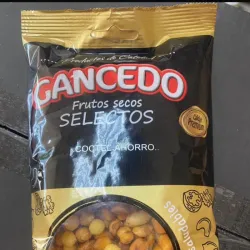 Productos de Calidad
GANCEDO
Frutos secos
SELECTOS
COCTEL AHORRO..